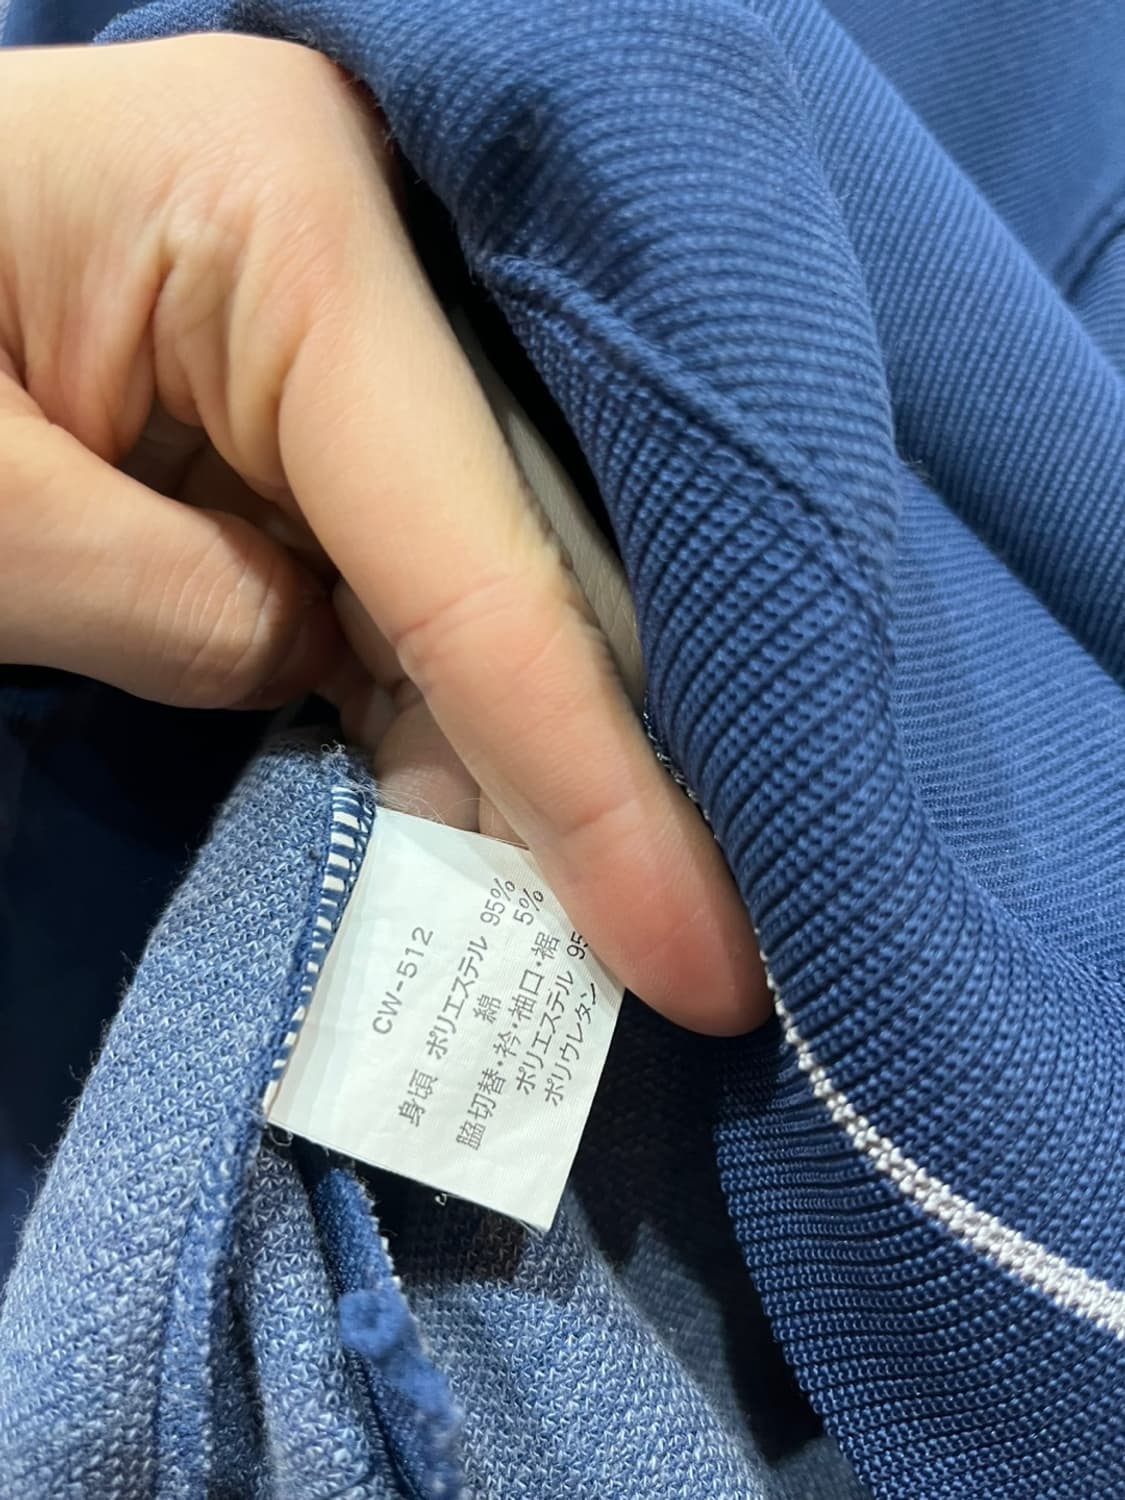 CW-512
身頃 ポリエステル 95%
綿 5%
脇切替・衿・袖口・裾
ポリエステル 95
ポリウレタン